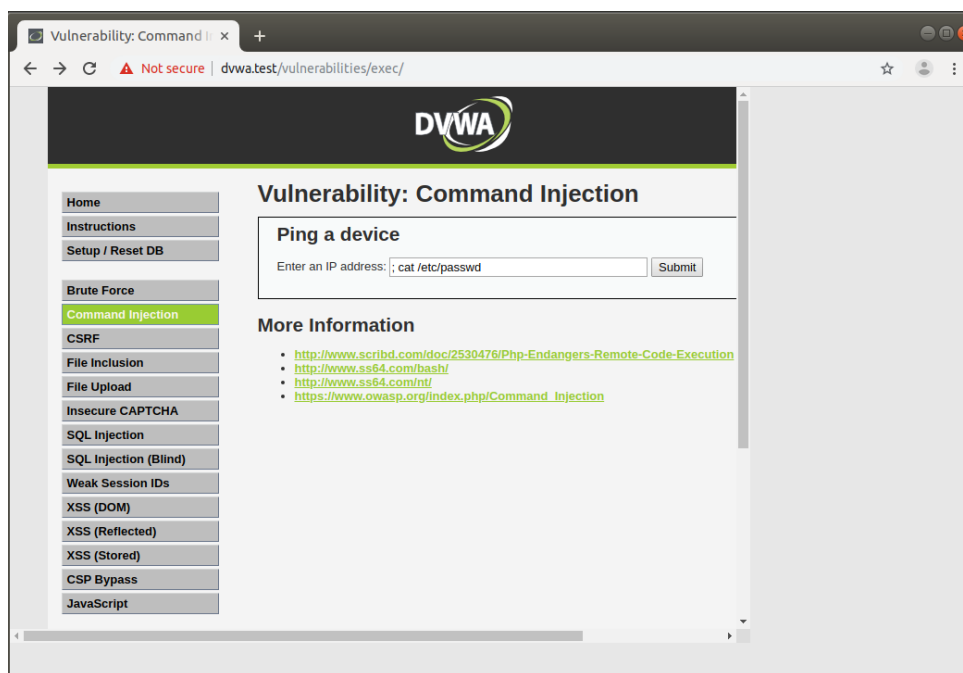 Vulnerability: Command In
Not secure | dvwa.test/vulnerabilities/exec/
DVWA
Home
Instructions
Setup / Reset DB
Brute Force
Command Injection
CSRF
File Inclusion
File Upload
Insecure CAPTCHA
SQL Injection
SQL Injection (Blind)
Weak Session IDs
XSS (DOM)
XSS (Reflected)
XSS (Stored)
CSP Bypass
JavaScript
Vulnerability: Command Injection
Ping a device
Enter an IP address: ; cat /etc/passwd Submit
More Information
http://www.scribd.com/doc/2530476/Php-Endangers-Remote-Code-Execution
http://www.ss64.com/bash/
http://www.ss64.com/nt/
https://www.owasp.org/index.php/Command_Injection